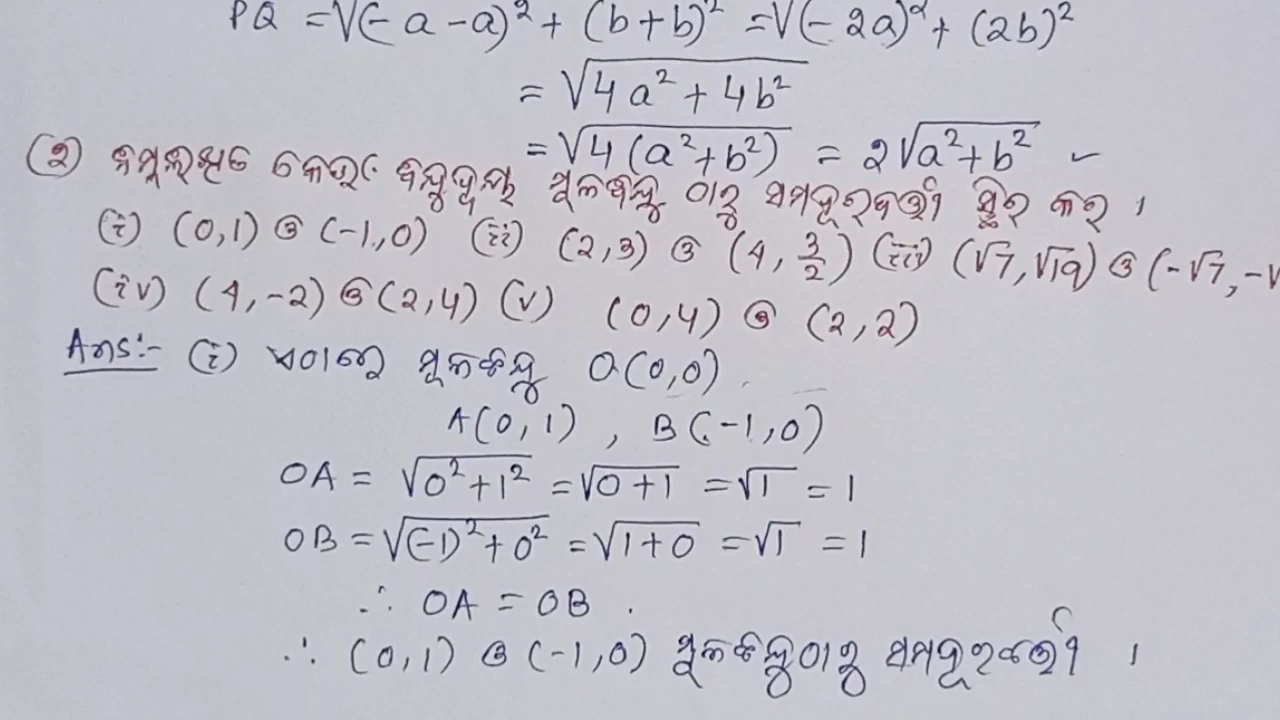 PQ = √(-a-a)² + (b+b)² = √(-2a)² + (2b)²
= √4a² + 4b²
= √4(a²+b²) = 2√a²+b²
(୨) ନିମ୍ନଲିଖିତ କେଉଁ ବିନ୍ଦୁଦ୍ୱୟ ମୂଳବିନ୍ଦୁ ଠାରୁ ସମଦୂରବର୍ତ୍ତୀ ସ୍ଥିର କର ।
(i) (0,1) ଓ (-1,0) (ii) (2,3) ଓ (4, 3/2) (iii) (√7,√19) ଓ (-√7,-√
(iv) (4,-2) ଓ (2,4) (v) (0,4) ଓ (2,2)
Ans:- (i) ଏଠାରେ ମୂଳବିନ୍ଦୁ O(0,0)
A(0,1) , B(-1,0)
OA = √0²+1² = √0+1 = √1 = 1
OB = √(-1)²+0² = √1+0 = √1 = 1
∴ OA = OB .
∴ (0,1) ଓ (-1,0) ମୂଳବିନ୍ଦୁଠାରୁ ସମଦୂରବର୍ତ୍ତୀ ।